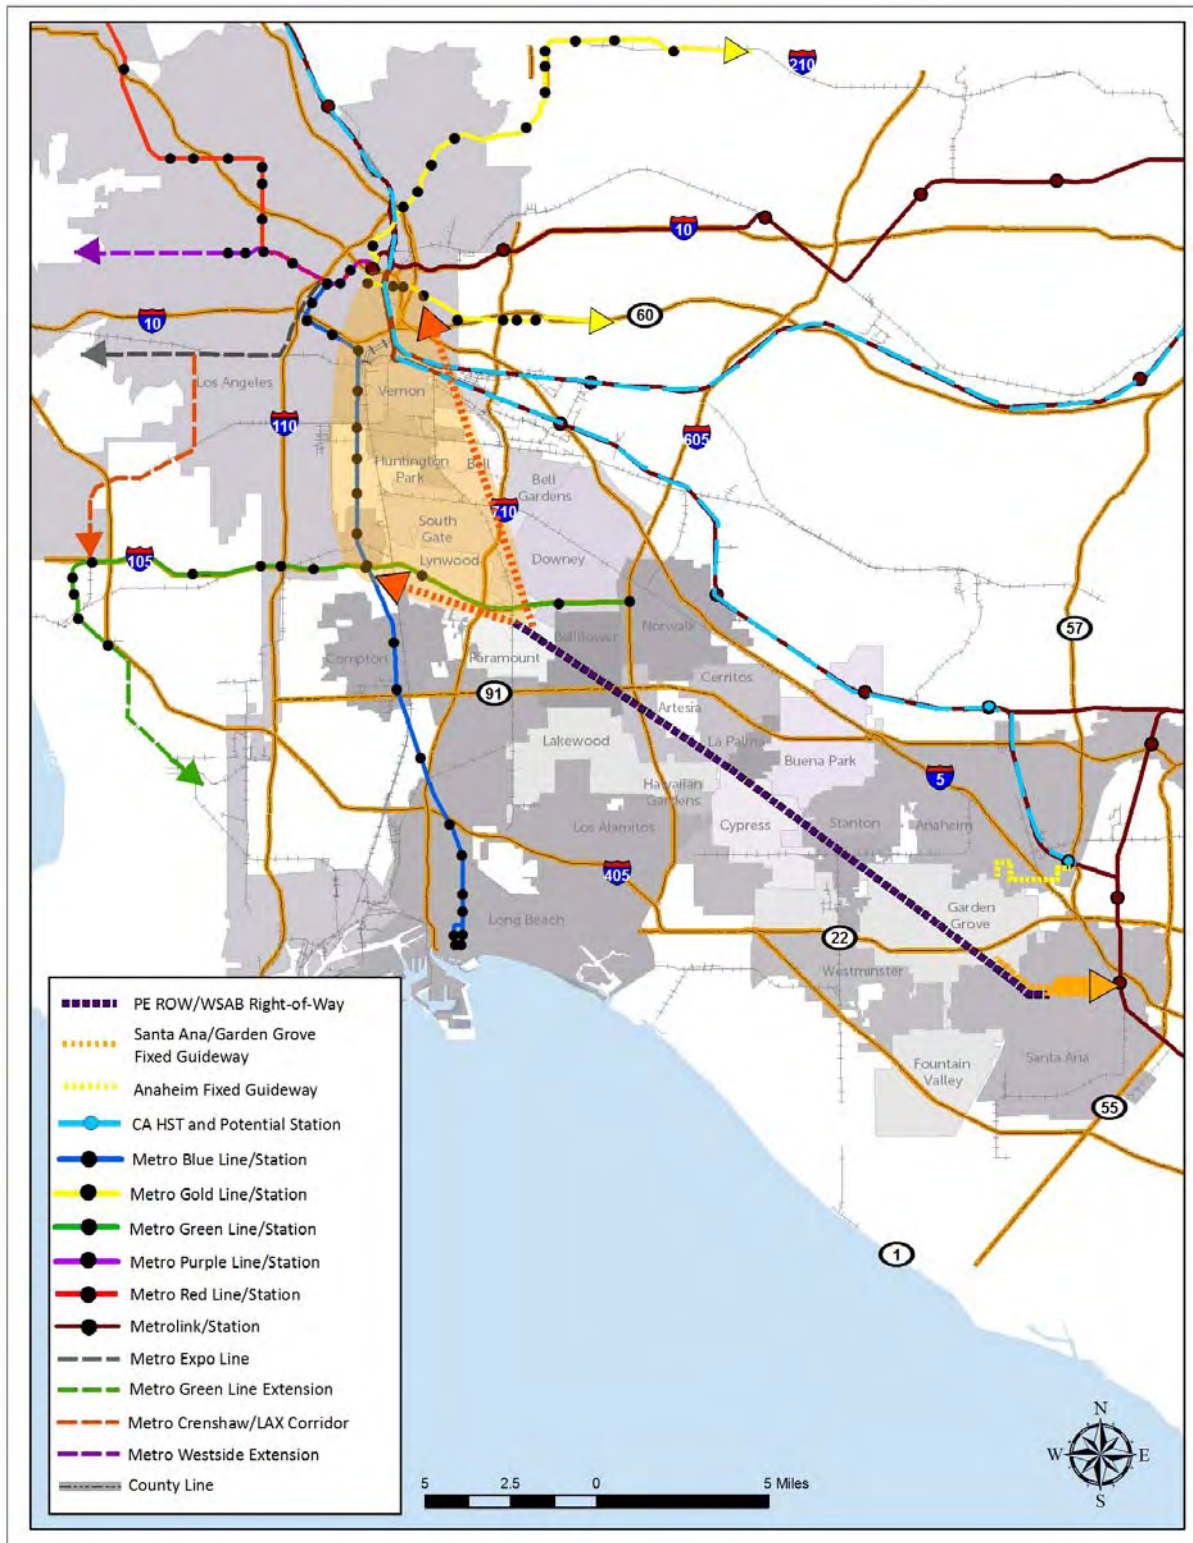 210
10
60
10
Los Angeles
Vernon
110
605
Huntington
Park
Bell
Bell
Gardens
710
South
Gate
105
Lynwood
Downey
57
Bellflower
Norwalk
Compton
Paramount
Cerritos
91
Artesia
Lakewood
La Palma
Buena Park
5
Hawaiian
Gardens
Los Alamitos
Cypress
Stanton
Anaheim
405
Long Beach
Garden
Grove
22
Westminster
Fountain
Valley
Santa Ana
55
1
PE ROW/WSAB Right-of-Way
Santa Ana/Garden Grove
Fixed Guideway
Anaheim Fixed Guideway
CA HST and Potential Station
Metro Blue Line/Station
Metro Gold Line/Station
Metro Green Line/Station
Metro Purple Line/Station
Metro Red Line/Station
Metrolink/Station
Metro Expo Line
Metro Green Line Extension
Metro Crenshaw/LAX Corridor
Metro Westside Extension
County Line
N
W E
S
5 2.5 0 5 Miles